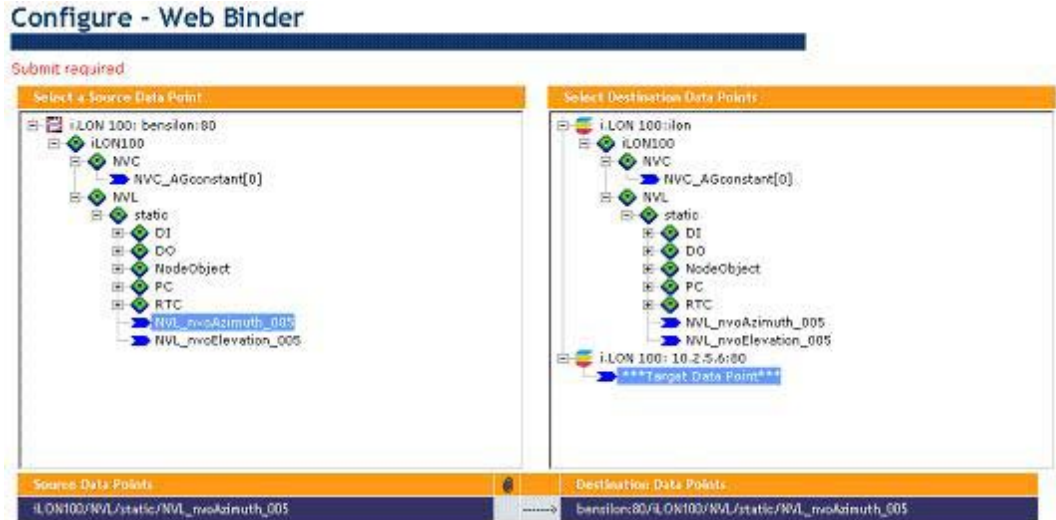 Configure - Web Binder
Submit required
Select a Source Data Point
i.LON 100: bensilon:80
iLON100
NVC
NVC_AGconstant[0]
NVL
static
DI
DO
NodeObject
PC
RTC
NVL_nvoAzimuth_005
NVL_nvoElevation_005
Select Destination Data Points
i.LON 100::ilon
iLON100
NVC
NVC_AGconstant[0]
NVL
static
DI
DO
NodeObject
PC
RTC
NVL_nvoAzimuth_005
NVL_nvoElevation_005
i.LON 100: 10.2.5.6:80
***Target Data Point***
Source Data Points
Destination Data Points
iLON100/NVL/static/NVL_nvoAzimuth_005
bensilon:80/iLON100/NVL/static/NVL_nvoAzimuth_005